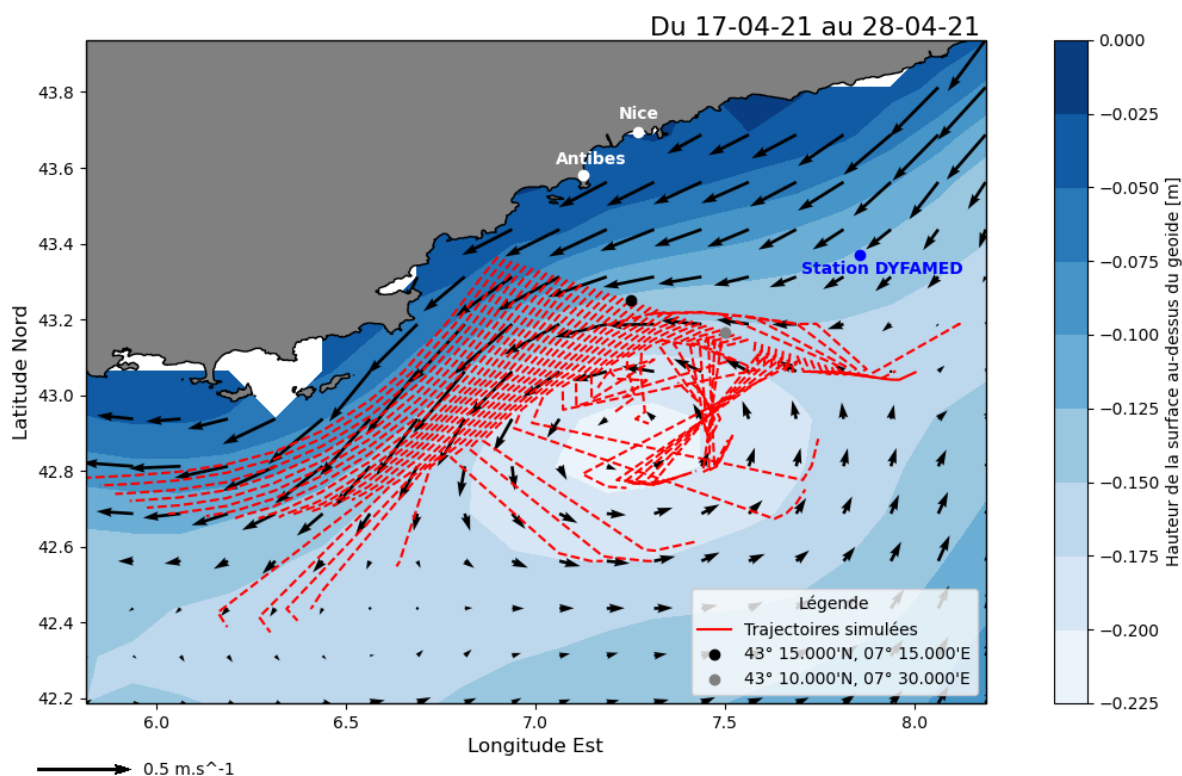 Du 17-04-21 au 28-04-21
43.8
43.6
43.4
43.2
43.0
42.8
42.6
42.4
42.2
Latitude Nord
Nice
Antibes
Station DYFAMED
Légende
Trajectoires simulées
43° 15.000'N, 07° 15.000'E
43° 10.000'N, 07° 30.000'E
6.0 6.5 7.0 7.5 8.0
Longitude Est
0.5 m.s^-1
0.000
−0.025
−0.050
−0.075
−0.100
−0.125
−0.150
−0.175
−0.200
−0.225
Hauteur de la surface au-dessus du geoide [m]